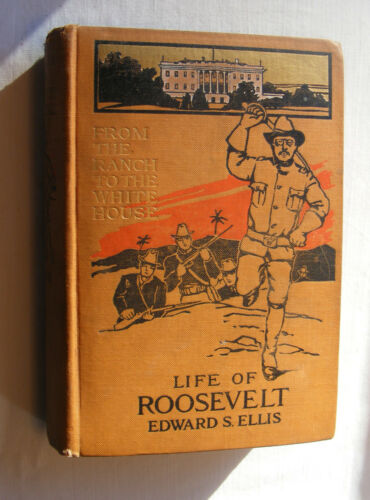 FROM
THE
RANCH
TO THE
WHITE
HOUSE
LIFE OF
ROOSEVELT
EDWARD S. ELLIS